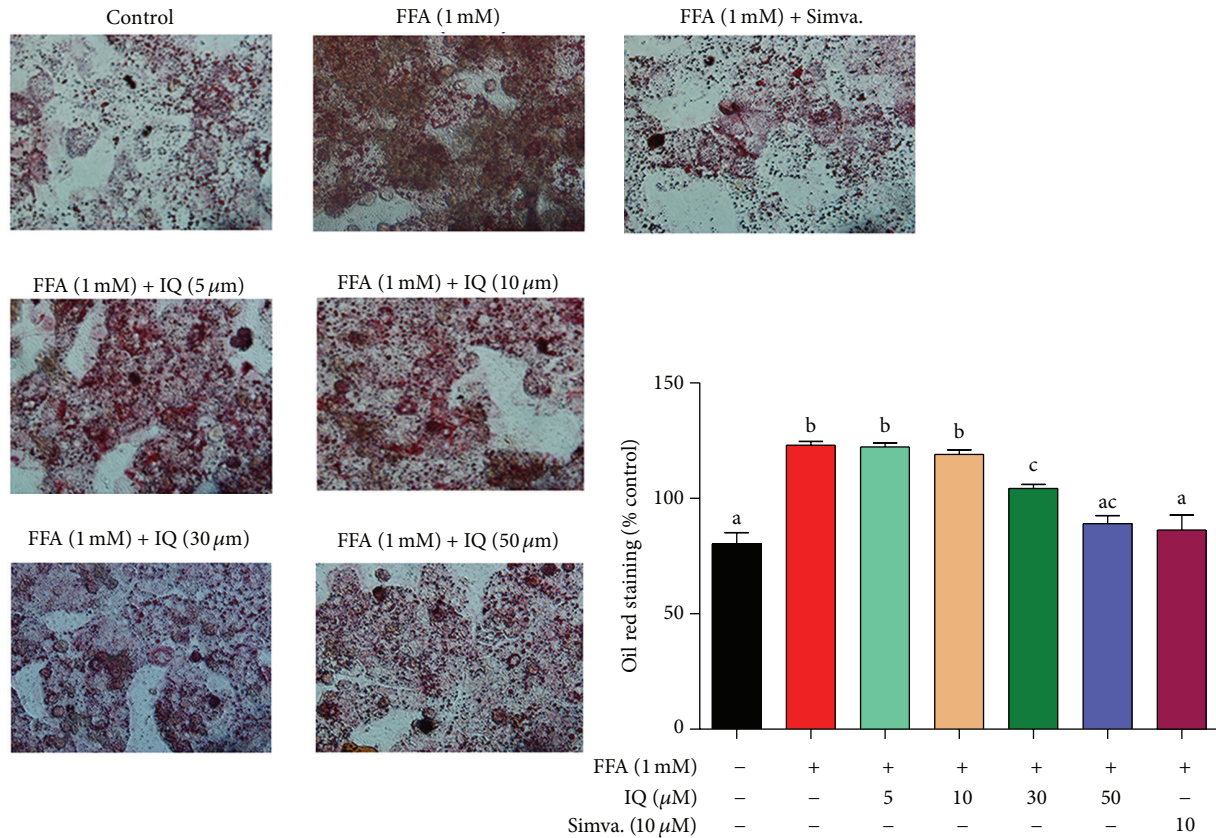 Control
FFA (1 mM)
FFA (1 mM) + Simva.
FFA (1 mM) + IQ (5 μm)
FFA (1 mM) + IQ (10 μm)
FFA (1 mM) + IQ (30 μm)
FFA (1 mM) + IQ (50 μm)
Oil red staining (% control)
150
100
50
0
a
b
b
b
c
ac
a
FFA (1 mM) − + + + + + +
IQ (μM) − − 5 10 30 50 −
Simva. (10 μM) − − − − − − 10